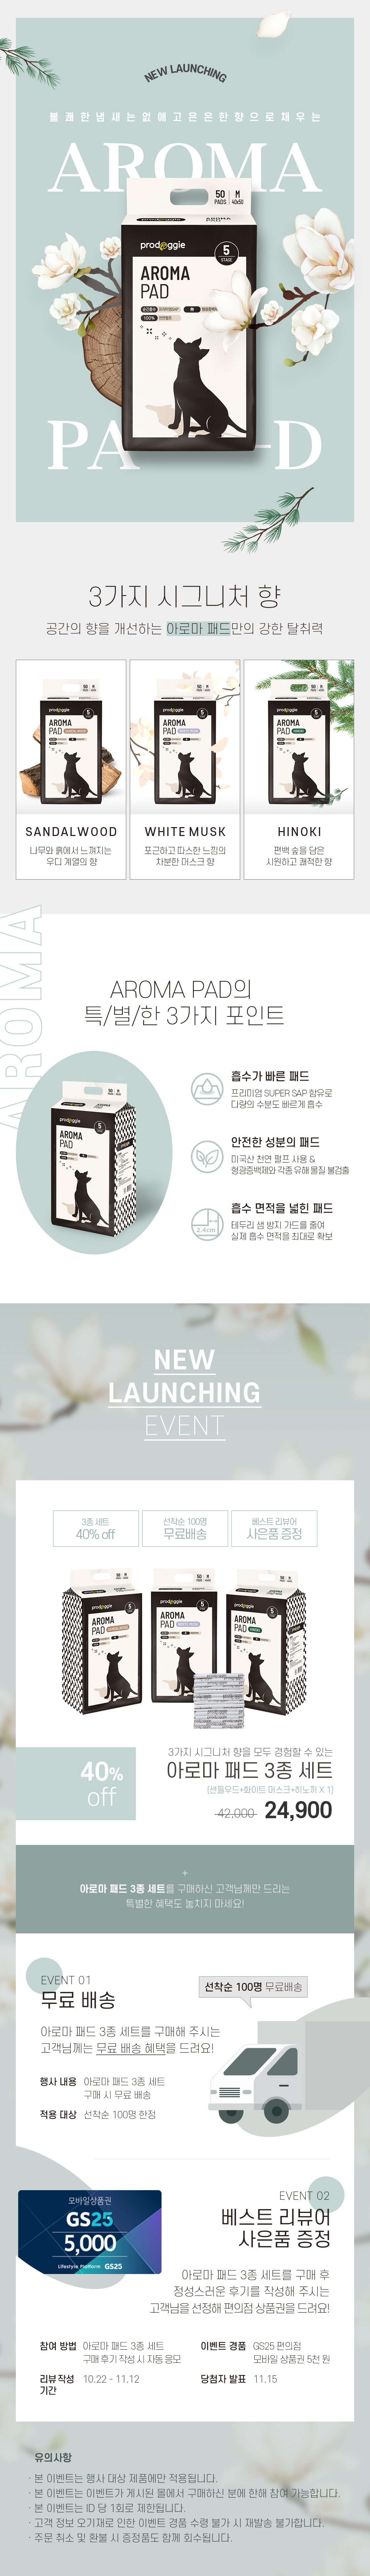 NEW LAUNCHING
불쾌한 냄새는 없애고 은은한 향으로 채우는
AROMA
50 PADS M 40x50
prodoggie
5
STAGE
AROMA
PAD
100%
PAD
3가지 시그니처 향
공간의 향을 개선하는 아로마 패드만의 강한 탈취력
prodoggie
5
AROMA
PAD
prodoggie
5
AROMA
PAD
prodoggie
5
AROMA
PAD
SANDALWOOD
나무와 흙에서 느껴지는
우디 계열의 향
WHITE MUSK
포근하고 따스한 느낌의
차분한 머스크 향
HINOKI
편백 숲을 담은
시원하고 쾌적한 향
AROMA
AROMA PAD의
특/별/한 3가지 포인트
prodoggie
5
AROMA
PAD
흡수가 빠른 패드
프리미엄 SUPER SAP 함유로
다량의 수분도 빠르게 흡수
안전한 성분의 패드
미국산 천연 펄프 사용 &
형광증백제와 각종 유해 물질 불검출
2.4cm
흡수 면적을 넓힌 패드
테두리 샘 방지 가드를 줄여
실제 흡수 면적을 최대로 확보
NEW
LAUNCHING
EVENT
3종 세트
40% off
선착순 100명
무료배송
베스트 리뷰어
사은품 증정
prodoggie
5
AROMA
PAD
prodoggie
5
AROMA
PAD
prodoggie
5
AROMA
PAD
40%
off
3가지 시그니처 향을 모두 경험할 수 있는
아로마 패드 3종 세트
(샌들우드+화이트 머스크+히노끼 X 1)
42,000 24,900
+
아로마 패드 3종 세트를 구매하신 고객님께만 드리는
특별한 혜택도 놓치지 마세요!
EVENT 01
무료 배송
선착순 100명 무료배송
아로마 패드 3종 세트를 구매해 주시는
고객님께는 무료 배송 혜택을 드려요!
행사 내용 아로마 패드 3종 세트
구매 시 무료 배송
적용 대상 선착순 100명 한정
모바일상품권
GS25
5,000
Lifestyle Platform GS25
EVENT 02
베스트 리뷰어
사은품 증정
아로마 패드 3종 세트를 구매 후
정성스러운 후기를 작성해 주시는
고객님을 선정해 편의점 상품권을 드려요!
참여 방법 아로마 패드 3종 세트
구매 후기 작성 시 자동 응모
리뷰작성 10.22 - 11.12
기간
이벤트 경품 GS25 편의점
모바일 상품권 5천 원
당첨자 발표 11.15
유의사항
· 본 이벤트는 행사 대상 제품에만 적용됩니다.
· 본 이벤트는 이벤트가 게시된 몰에서 구매하신 분에 한해 참여 가능합니다.
· 본 이벤트는 ID 당 1회로 제한됩니다.
· 고객 정보 오기재로 인한 이벤트 경품 수령 불가 시 재발송 불가합니다.
· 주문 취소 및 환불 시 증정품도 함께 회수됩니다.